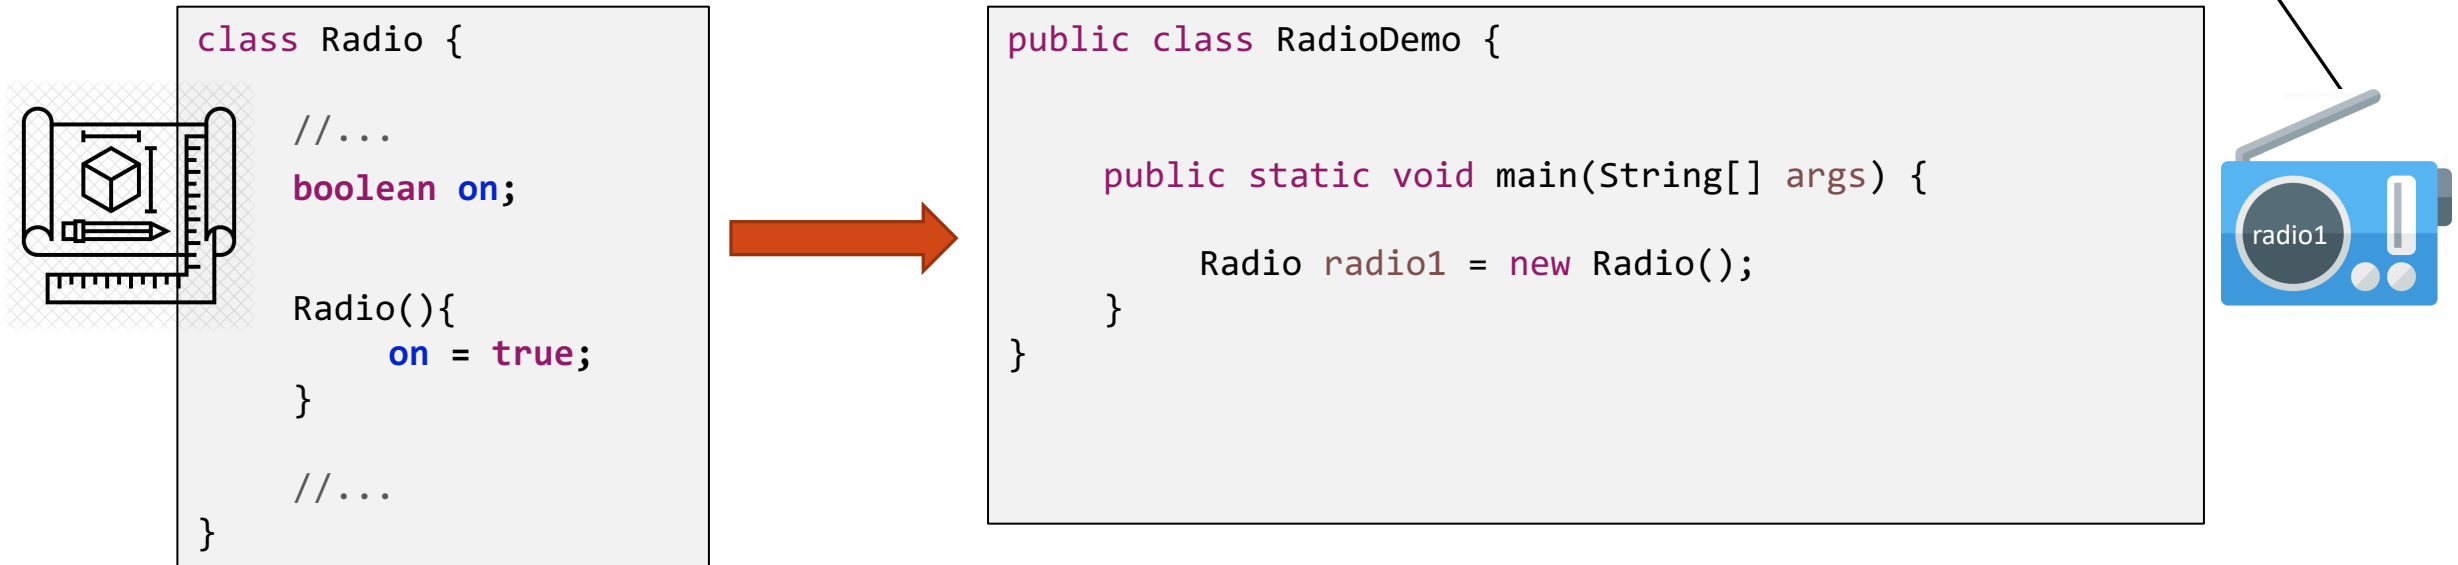 class Radio {
//...
boolean on;
Radio(){
on = true;
}
//...
}
public class RadioDemo {
public static void main(String[] args) {
Radio radio1 = new Radio();
}
}
radio1